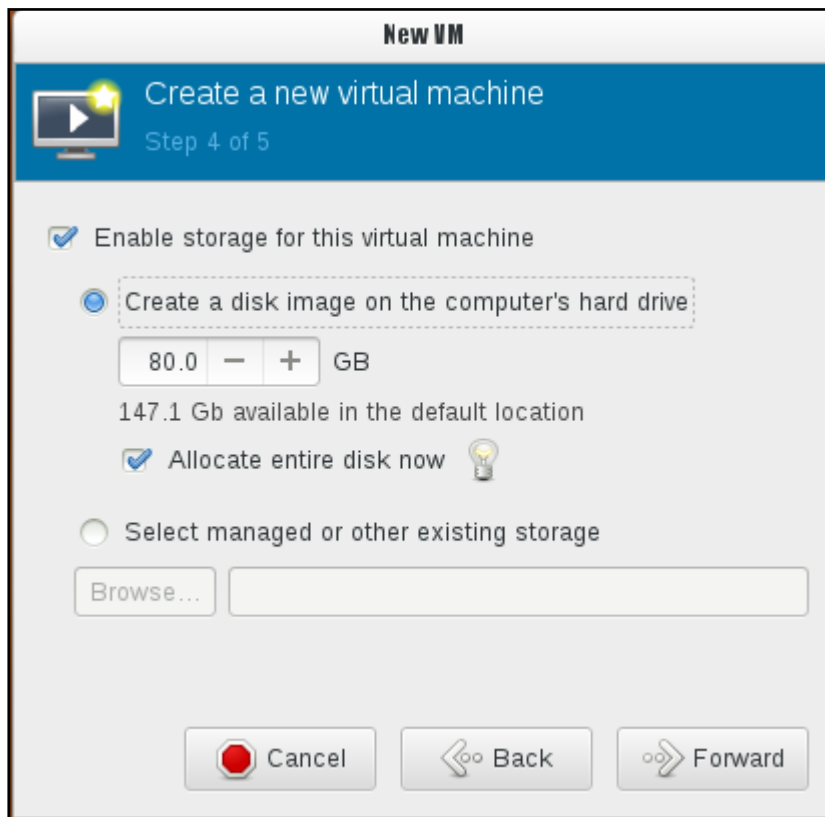 New VM
Create a new virtual machine
Step 4 of 5
Enable storage for this virtual machine
Create a disk image on the computer's hard drive
80.0 − + GB
147.1 Gb available in the default location
Allocate entire disk now
Select managed or other existing storage
Browse...
Cancel Back Forward